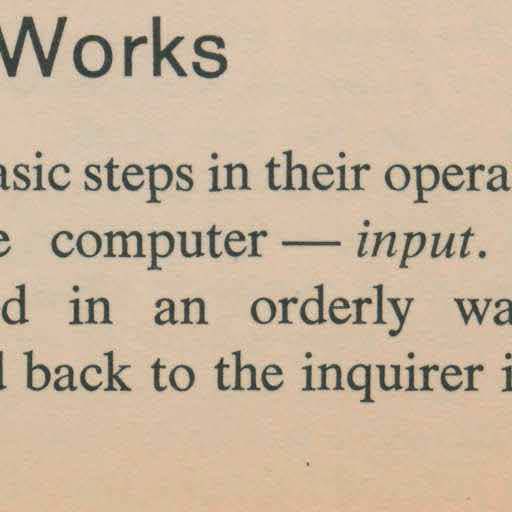 Works
asic steps in their opera
e computer — input.
d in an orderly wa
d back to the inquirer i